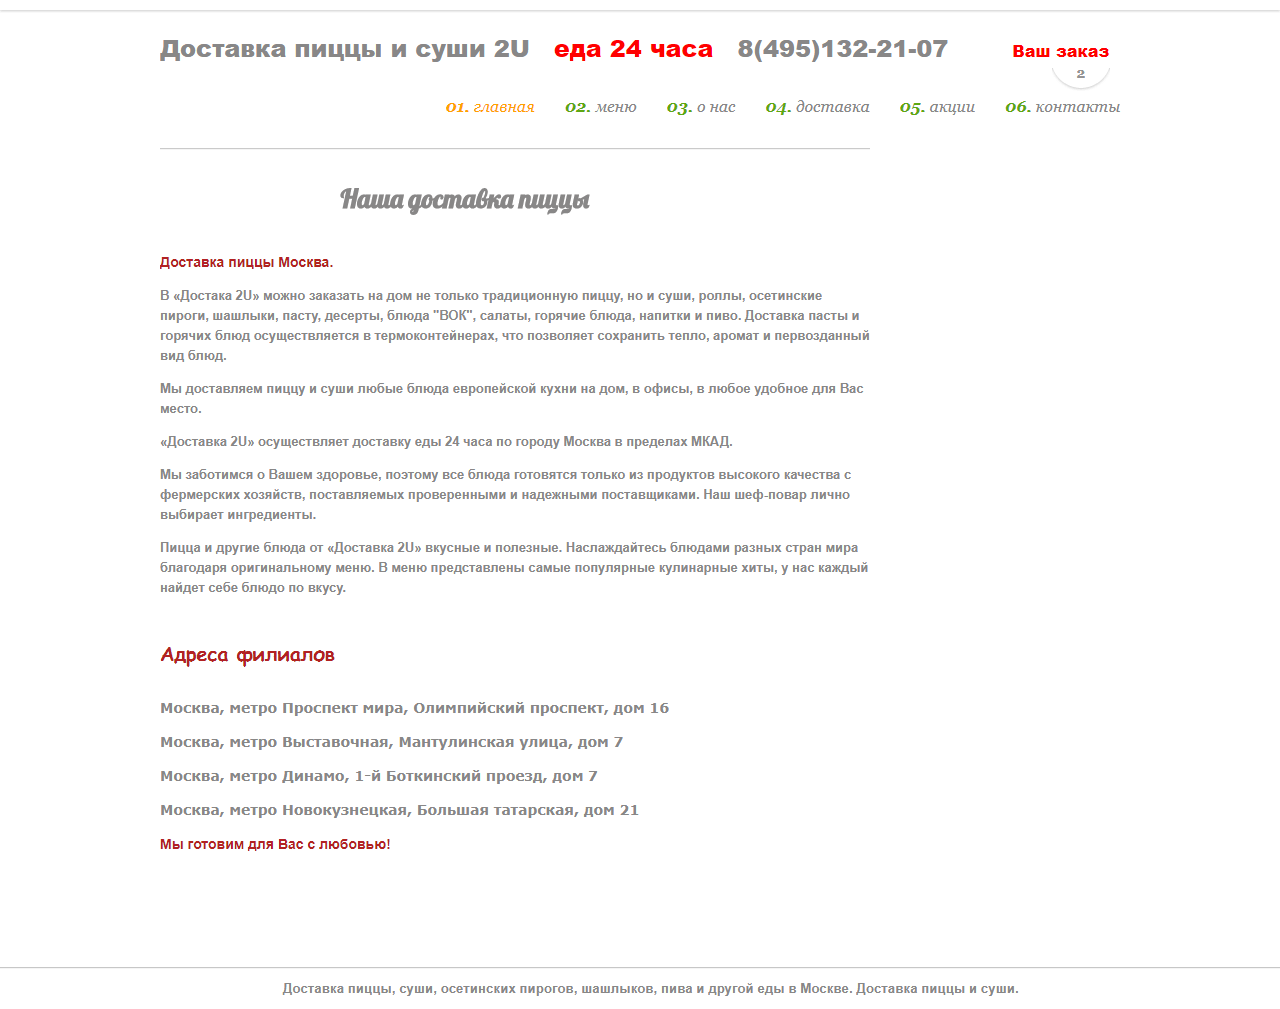 Доставка пиццы и суши 2U еда 24 часа 8(495)132-21-07 Ваш заказ
2
01. главная 02. меню 03. о нас 04. доставка 05. акции 06. контакты
Наша доставка пиццы
Доставка пиццы Москва.
В «Достака 2U» можно заказать на дом не только традиционную пиццу, но и суши, роллы, осетинские
пироги, шашлыки, пасту, десерты, блюда "ВОК", салаты, горячие блюда, напитки и пиво. Доставка пасты и
горячих блюд осуществляется в термоконтейнерах, что позволяет сохранить тепло, аромат и первозданный
вид блюд.
Мы доставляем пиццу и суши любые блюда европейской кухни на дом, в офисы, в любое удобное для Вас
место.
«Доставка 2U» осуществляет доставку еды 24 часа по городу Москва в пределах МКАД.
Мы заботимся о Вашем здоровье, поэтому все блюда готовятся только из продуктов высокого качества с
фермерских хозяйств, поставляемых проверенными и надежными поставщиками. Наш шеф-повар лично
выбирает ингредиенты.
Пицца и другие блюда от «Доставка 2U» вкусные и полезные. Наслаждайтесь блюдами разных стран мира
благодаря оригинальному меню. В меню представлены самые популярные кулинарные хиты, у нас каждый
найдет себе блюдо по вкусу.
Адреса филиалов
Москва, метро Проспект мира, Олимпийский проспект, дом 16
Москва, метро Выставочная, Мантулинская улица, дом 7
Москва, метро Динамо, 1-й Боткинский проезд, дом 7
Москва, метро Новокузнецкая, Большая татарская, дом 21
Мы готовим для Вас с любовью!
Доставка пиццы, суши, осетинских пирогов, шашлыков, пива и другой еды в Москве. Доставка пиццы и суши.